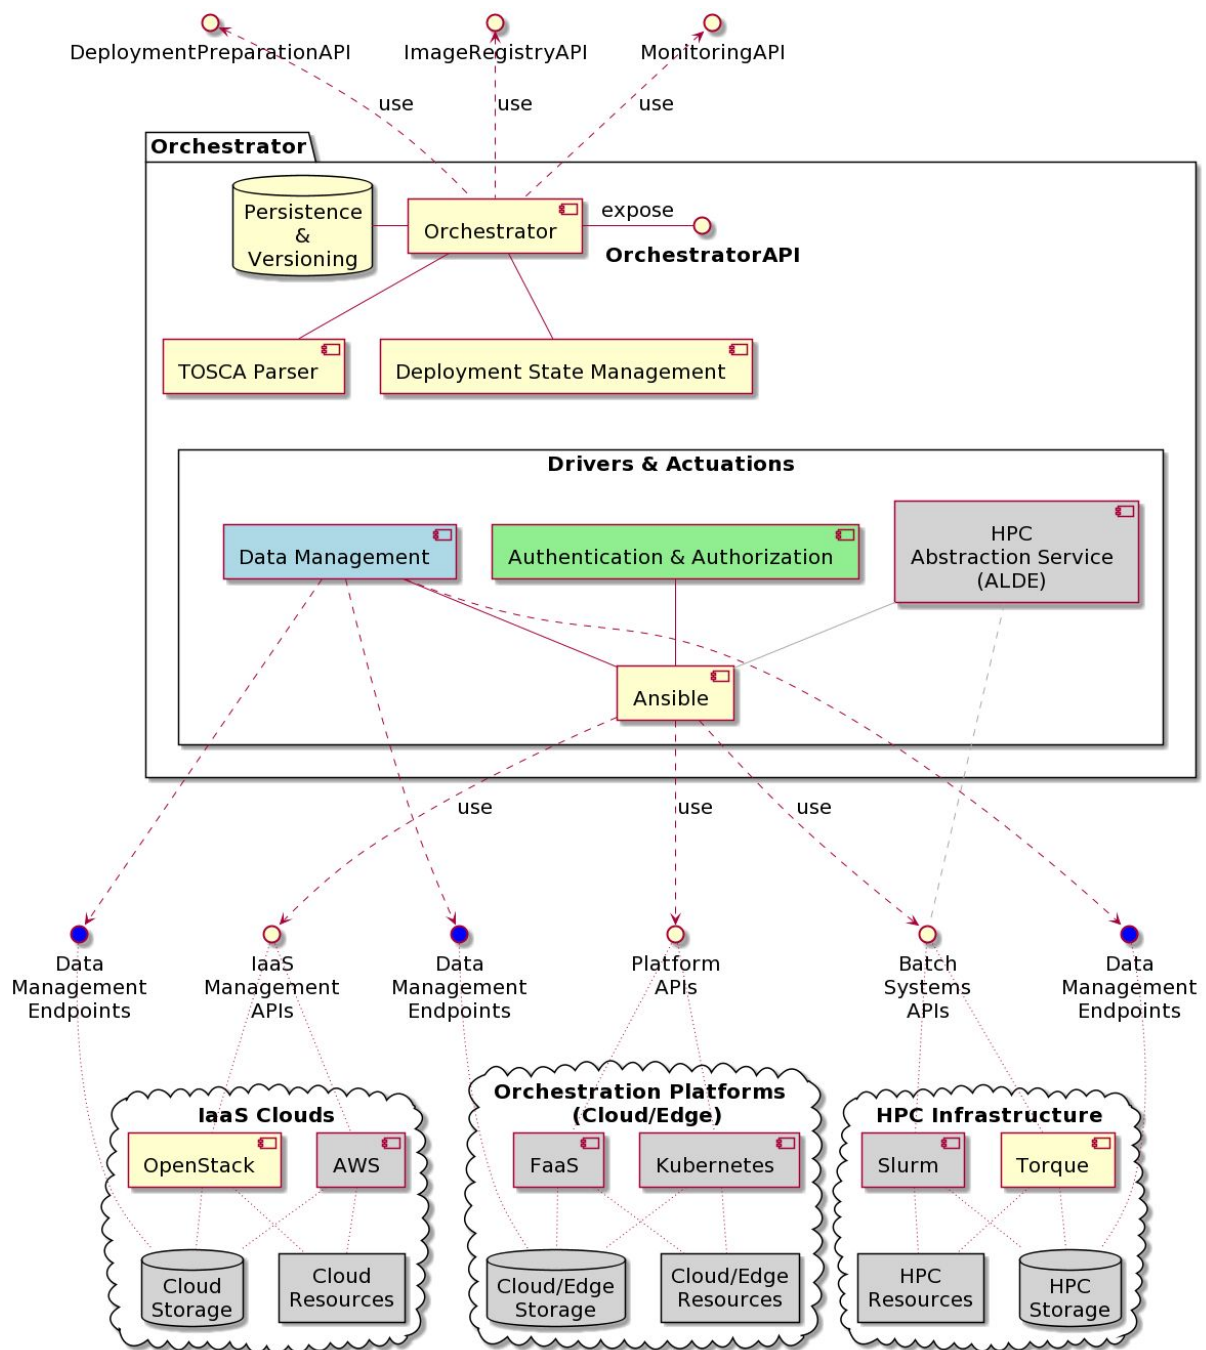 DeploymentPreparationAPI
ImageRegistryAPI
MonitoringAPI
use
use
use
Orchestrator
Persistence
&
Versioning
Orchestrator
expose
OrchestratorAPI
TOSCA Parser
Deployment State Management
Drivers & Actuations
Data Management
Authentication & Authorization
HPC
Abstraction Service
(ALDE)
Ansible
use
use
use
Data
Management
Endpoints
IaaS
Management
APIs
Data
Management
Endpoints
Platform
APIs
Batch
Systems
APIs
Data
Management
Endpoints
IaaS Clouds
OpenStack
AWS
Cloud
Storage
Cloud
Resources
Orchestration Platforms
(Cloud/Edge)
FaaS
Kubernetes
Cloud/Edge
Storage
Cloud/Edge
Resources
HPC Infrastructure
Slurm
Torque
HPC
Resources
HPC
Storage